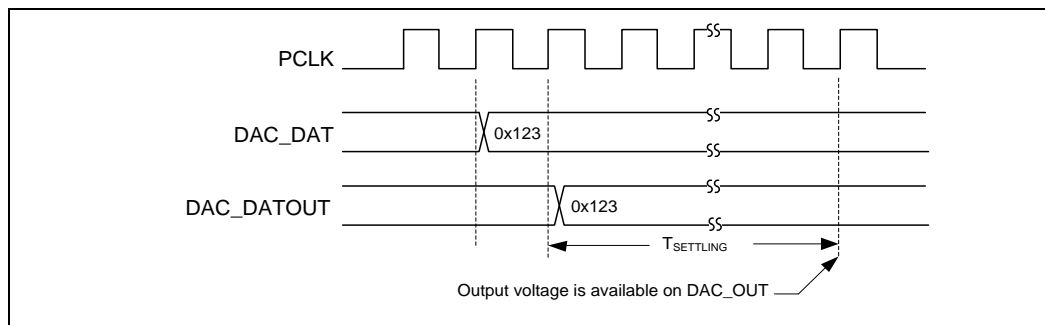 PCLK
DAC_DAT
0x123
DAC_DATOUT
0x123
TSETTLING
Output voltage is available on DAC_OUT